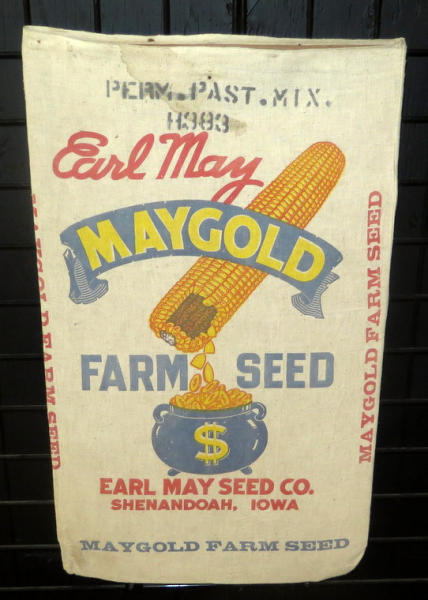 PERM. PAST. MIX.
H383
Earl May
MAYGOLD
FARM SEED
$
EARL MAY SEED CO.
SHENANDOAH, IOWA
MAYGOLD FARM SEED
MAYGOLD FARM SEED
MAYGOLD FARM SEED